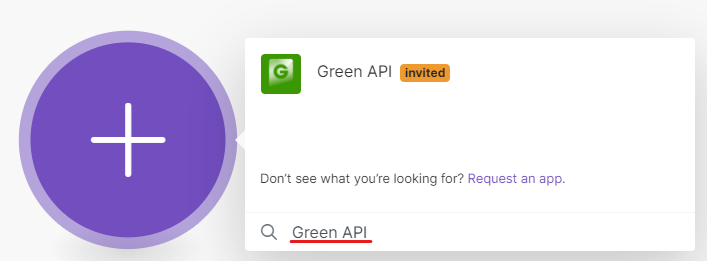 G
Green API invited
Don't see what you're looking for? Request an app.
Green API